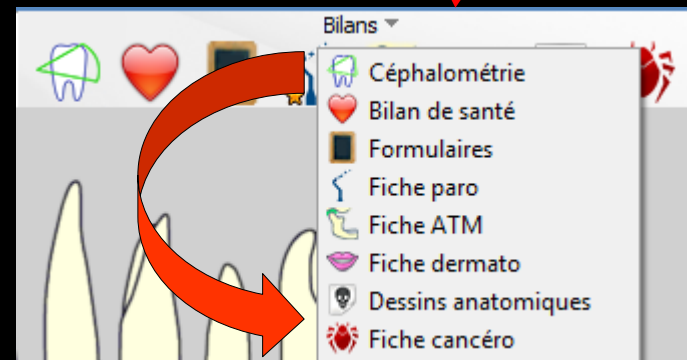 Bilans
Céphalométrie
Bilan de santé
Formulaires
Fiche paro
Fiche ATM
Fiche dermato
Dessins anatomiques
Fiche cancéro